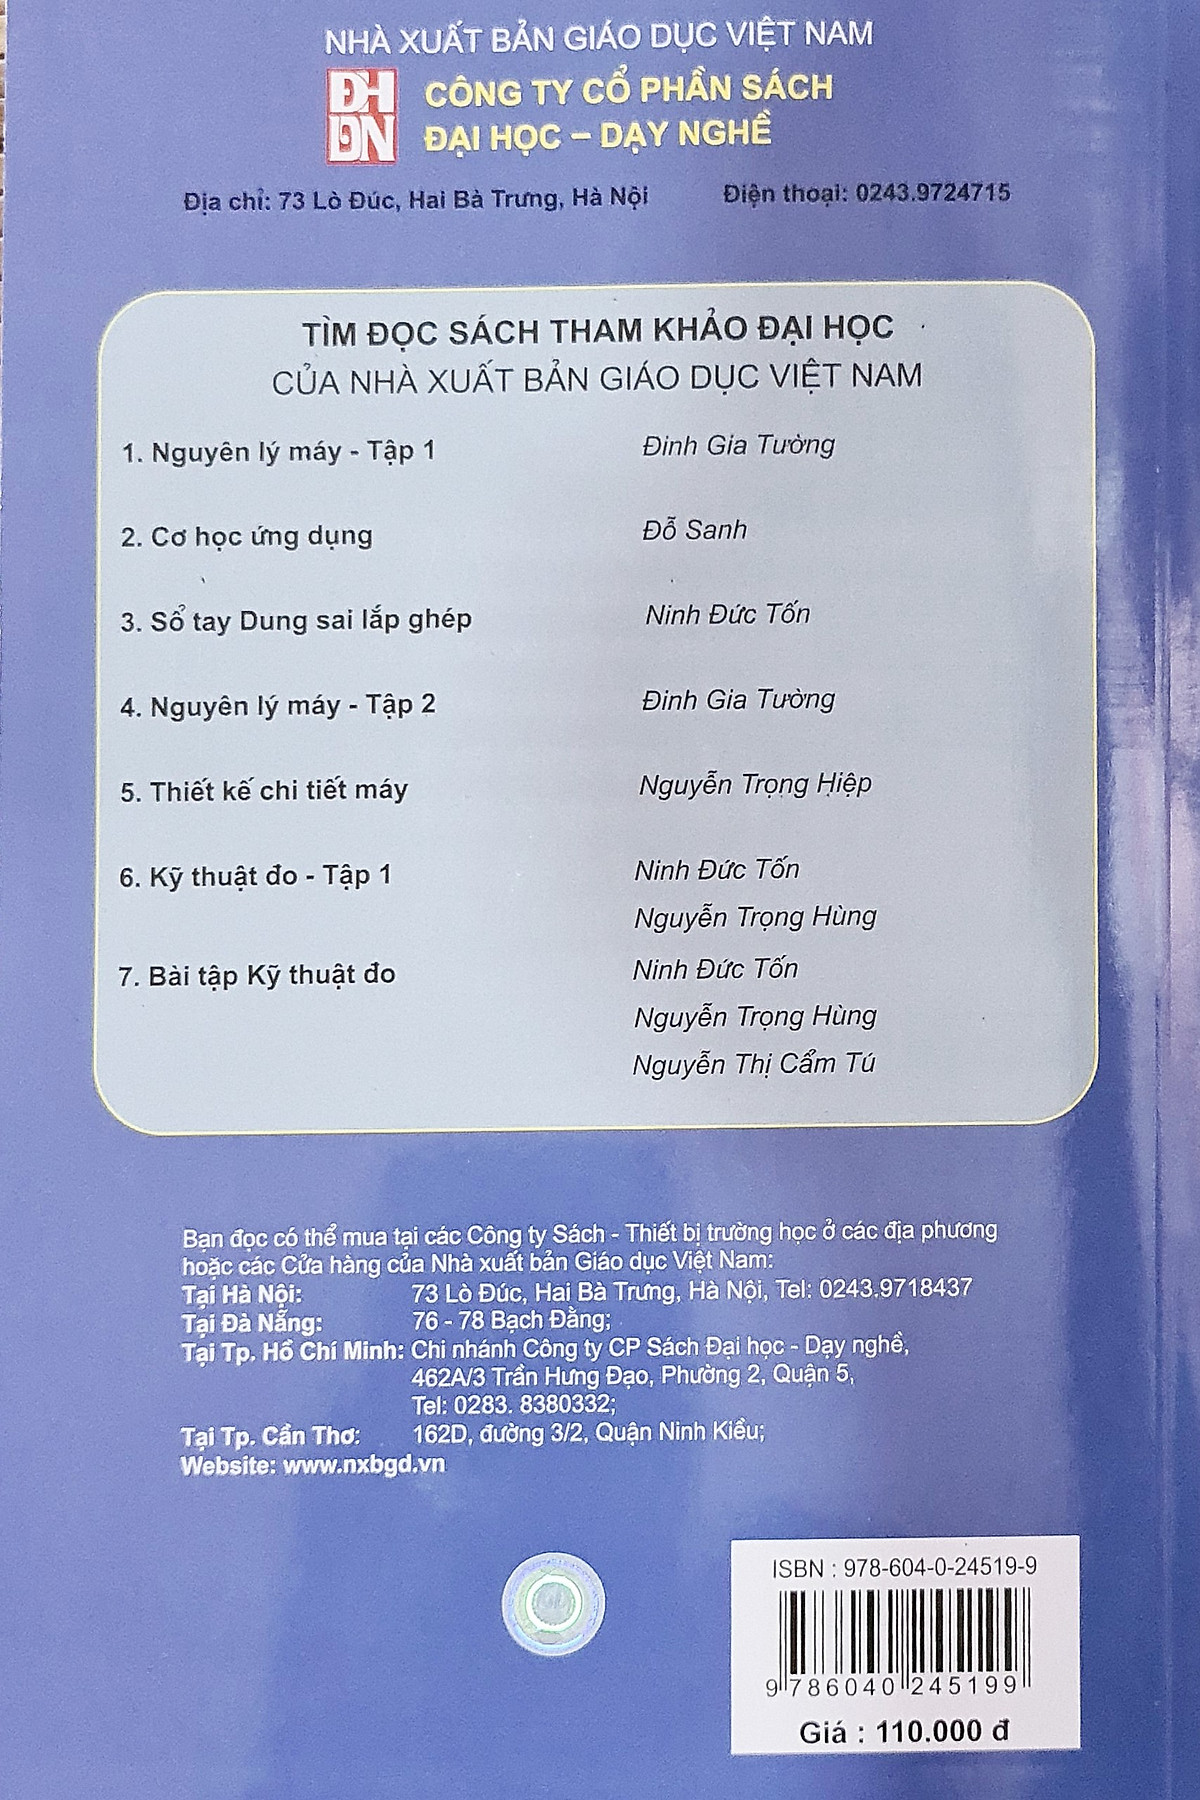 NHÀ XUẤT BẢN GIÁO DỤC VIỆT NAM
ĐH
DN
CÔNG TY CỔ PHẦN SÁCH
ĐẠI HỌC – DẠY NGHỀ
Địa chỉ: 73 Lò Đúc, Hai Bà Trưng, Hà Nội Điện thoại: 0243.9724715
TÌM ĐỌC SÁCH THAM KHẢO ĐẠI HỌC
CỦA NHÀ XUẤT BẢN GIÁO DỤC VIỆT NAM
1. Nguyên lý máy - Tập 1 Đinh Gia Tường
2. Cơ học ứng dụng Đỗ Sanh
3. Sổ tay Dung sai lắp ghép Ninh Đức Tốn
4. Nguyên lý máy - Tập 2 Đinh Gia Tường
5. Thiết kế chi tiết máy Nguyễn Trọng Hiệp
6. Kỹ thuật đo - Tập 1 Ninh Đức Tốn
Nguyễn Trọng Hùng
7. Bài tập Kỹ thuật đo Ninh Đức Tốn
Nguyễn Trọng Hùng
Nguyễn Thị Cẩm Tú
Bạn đọc có thể mua tại các Công ty Sách - Thiết bị trường học ở các địa phương
hoặc các Cửa hàng của Nhà xuất bản Giáo dục Việt Nam:
Tại Hà Nội: 73 Lò Đúc, Hai Bà Trưng, Hà Nội, Tel: 0243.9718437
Tại Đà Nẵng: 76 - 78 Bạch Đằng;
Tại Tp. Hồ Chí Minh: Chi nhánh Công ty CP Sách Đại học - Dạy nghề,
462A/3 Trần Hưng Đạo, Phường 2, Quận 5,
Tel: 0283. 8380332;
Tại Tp. Cần Thơ: 162D, đường 3/2, Quận Ninh Kiều;
Website: www.nxbgd.vn
ISBN : 978-604-0-24519-9
9 786040 245199
Giá : 110.000 đ